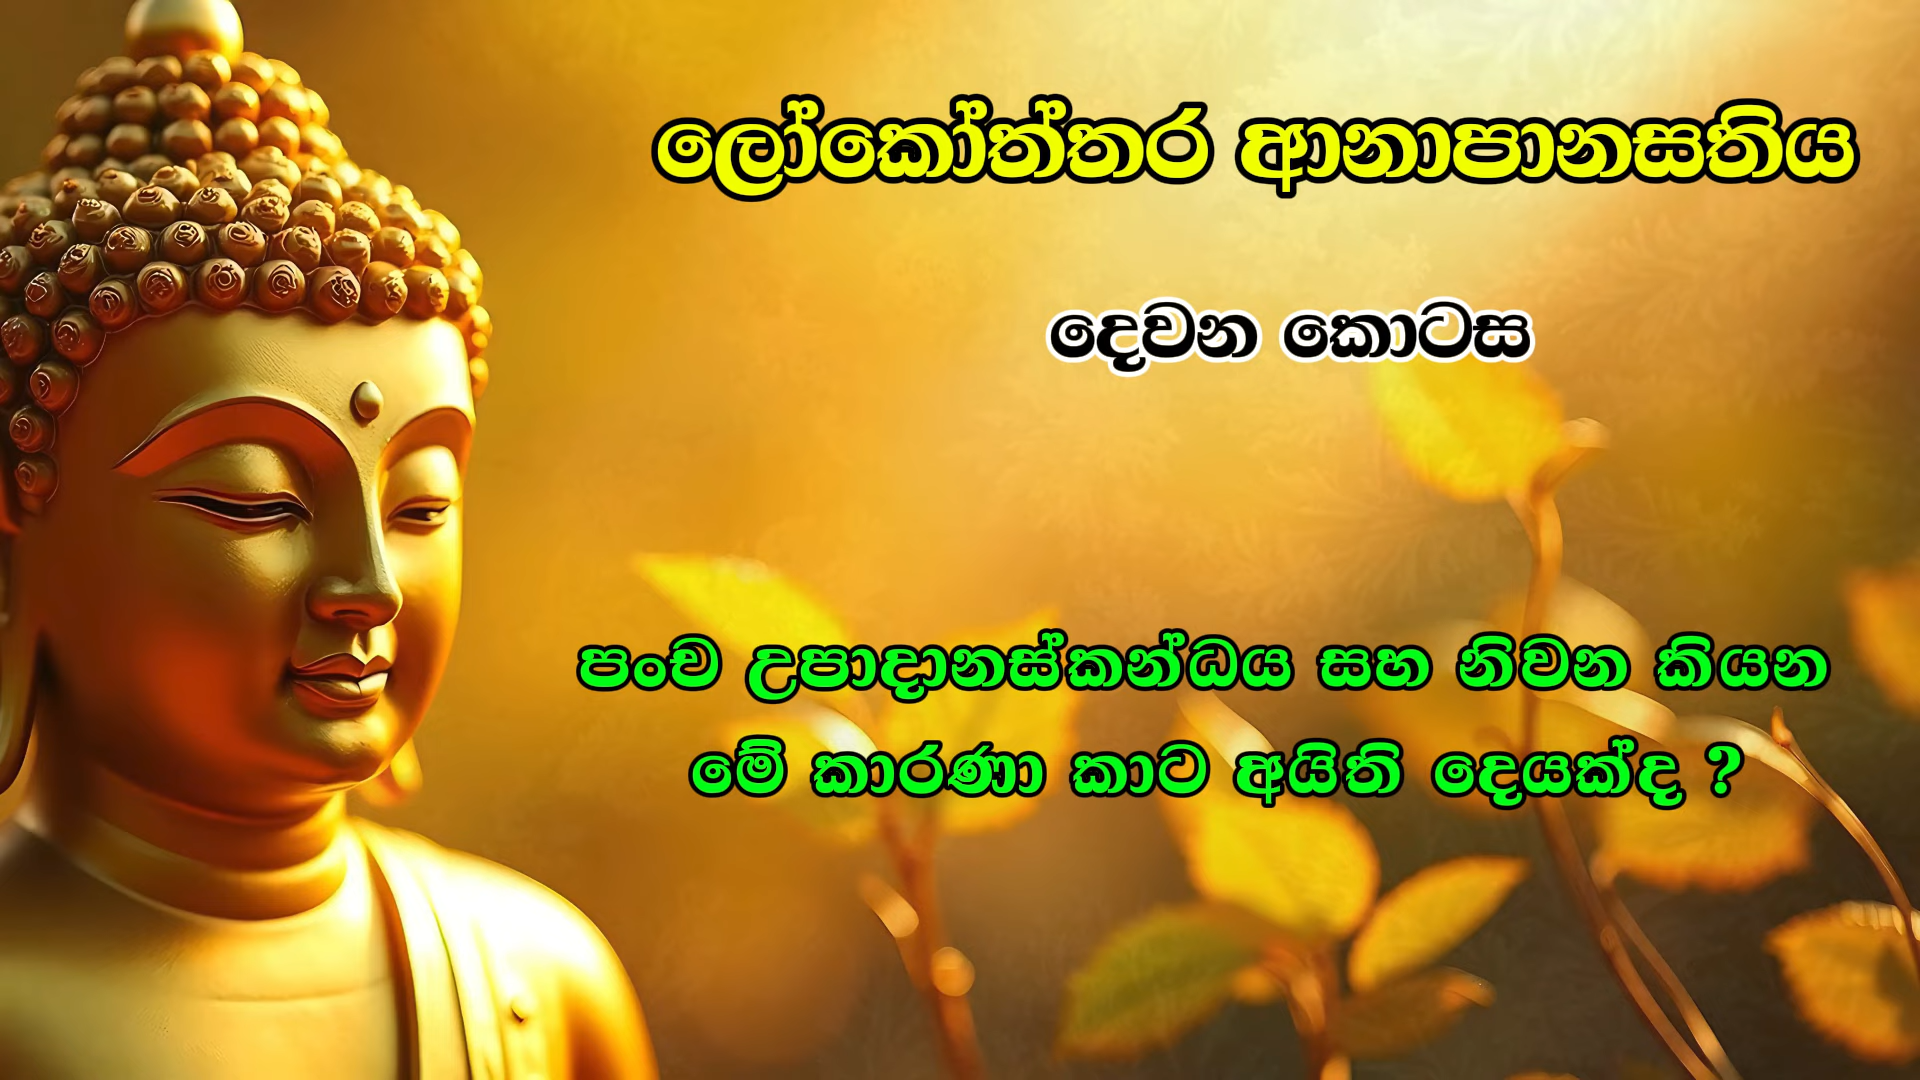 ලෝකෝත්තර ආනාපානසතිය
දෙවන කොටස
පංච උපාදානස්කන්ධය සහ නිවන කියන
මේ කාරණා කාට අයිති දෙයක්ද ?